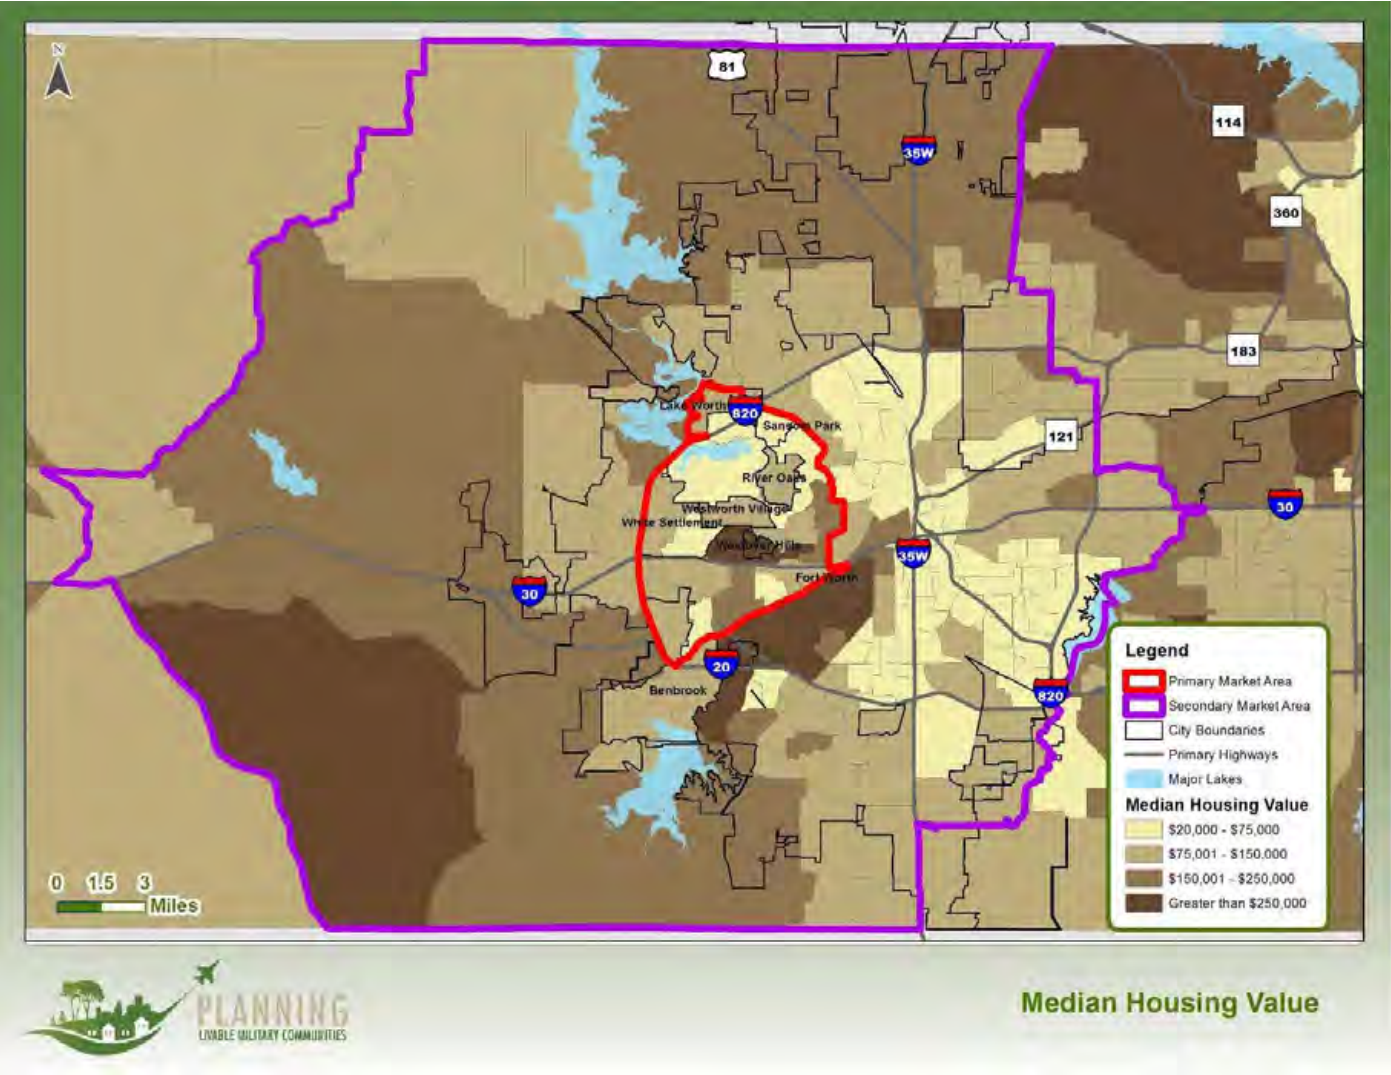 N
81
114
35W
360
183
Lake Worth
820
Sansom Park
121
River Oaks
30
Westworth Village
White Settlement
Westover Hills
35W
Fort Worth
30
20
Benbrook
820
Legend
Primary Market Area
Secondary Market Area
City Boundaries
Primary Highways
Major Lakes
Median Housing Value
$20,000 - $75,000
$75,001 - $150,000
$150,001 - $250,000
Greater than $250,000
0 1.5 3
Miles
PLANNING
LIVABLE MILITARY COMMUNITIES
Median Housing Value